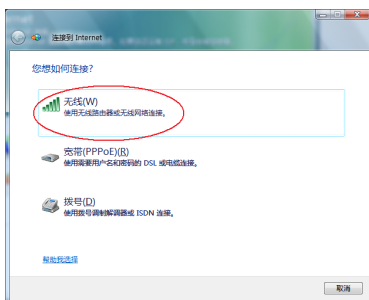 连接到 Internet
您想如何连接?
无线(W)
使用无线路由器或无线网络连接。
宽带(PPPoE)(R)
使用需要用户名和密码的 DSL 或电缆连接。
拨号(D)
使用拨号调制解调器或 ISDN 连接。
帮助我选择
取消